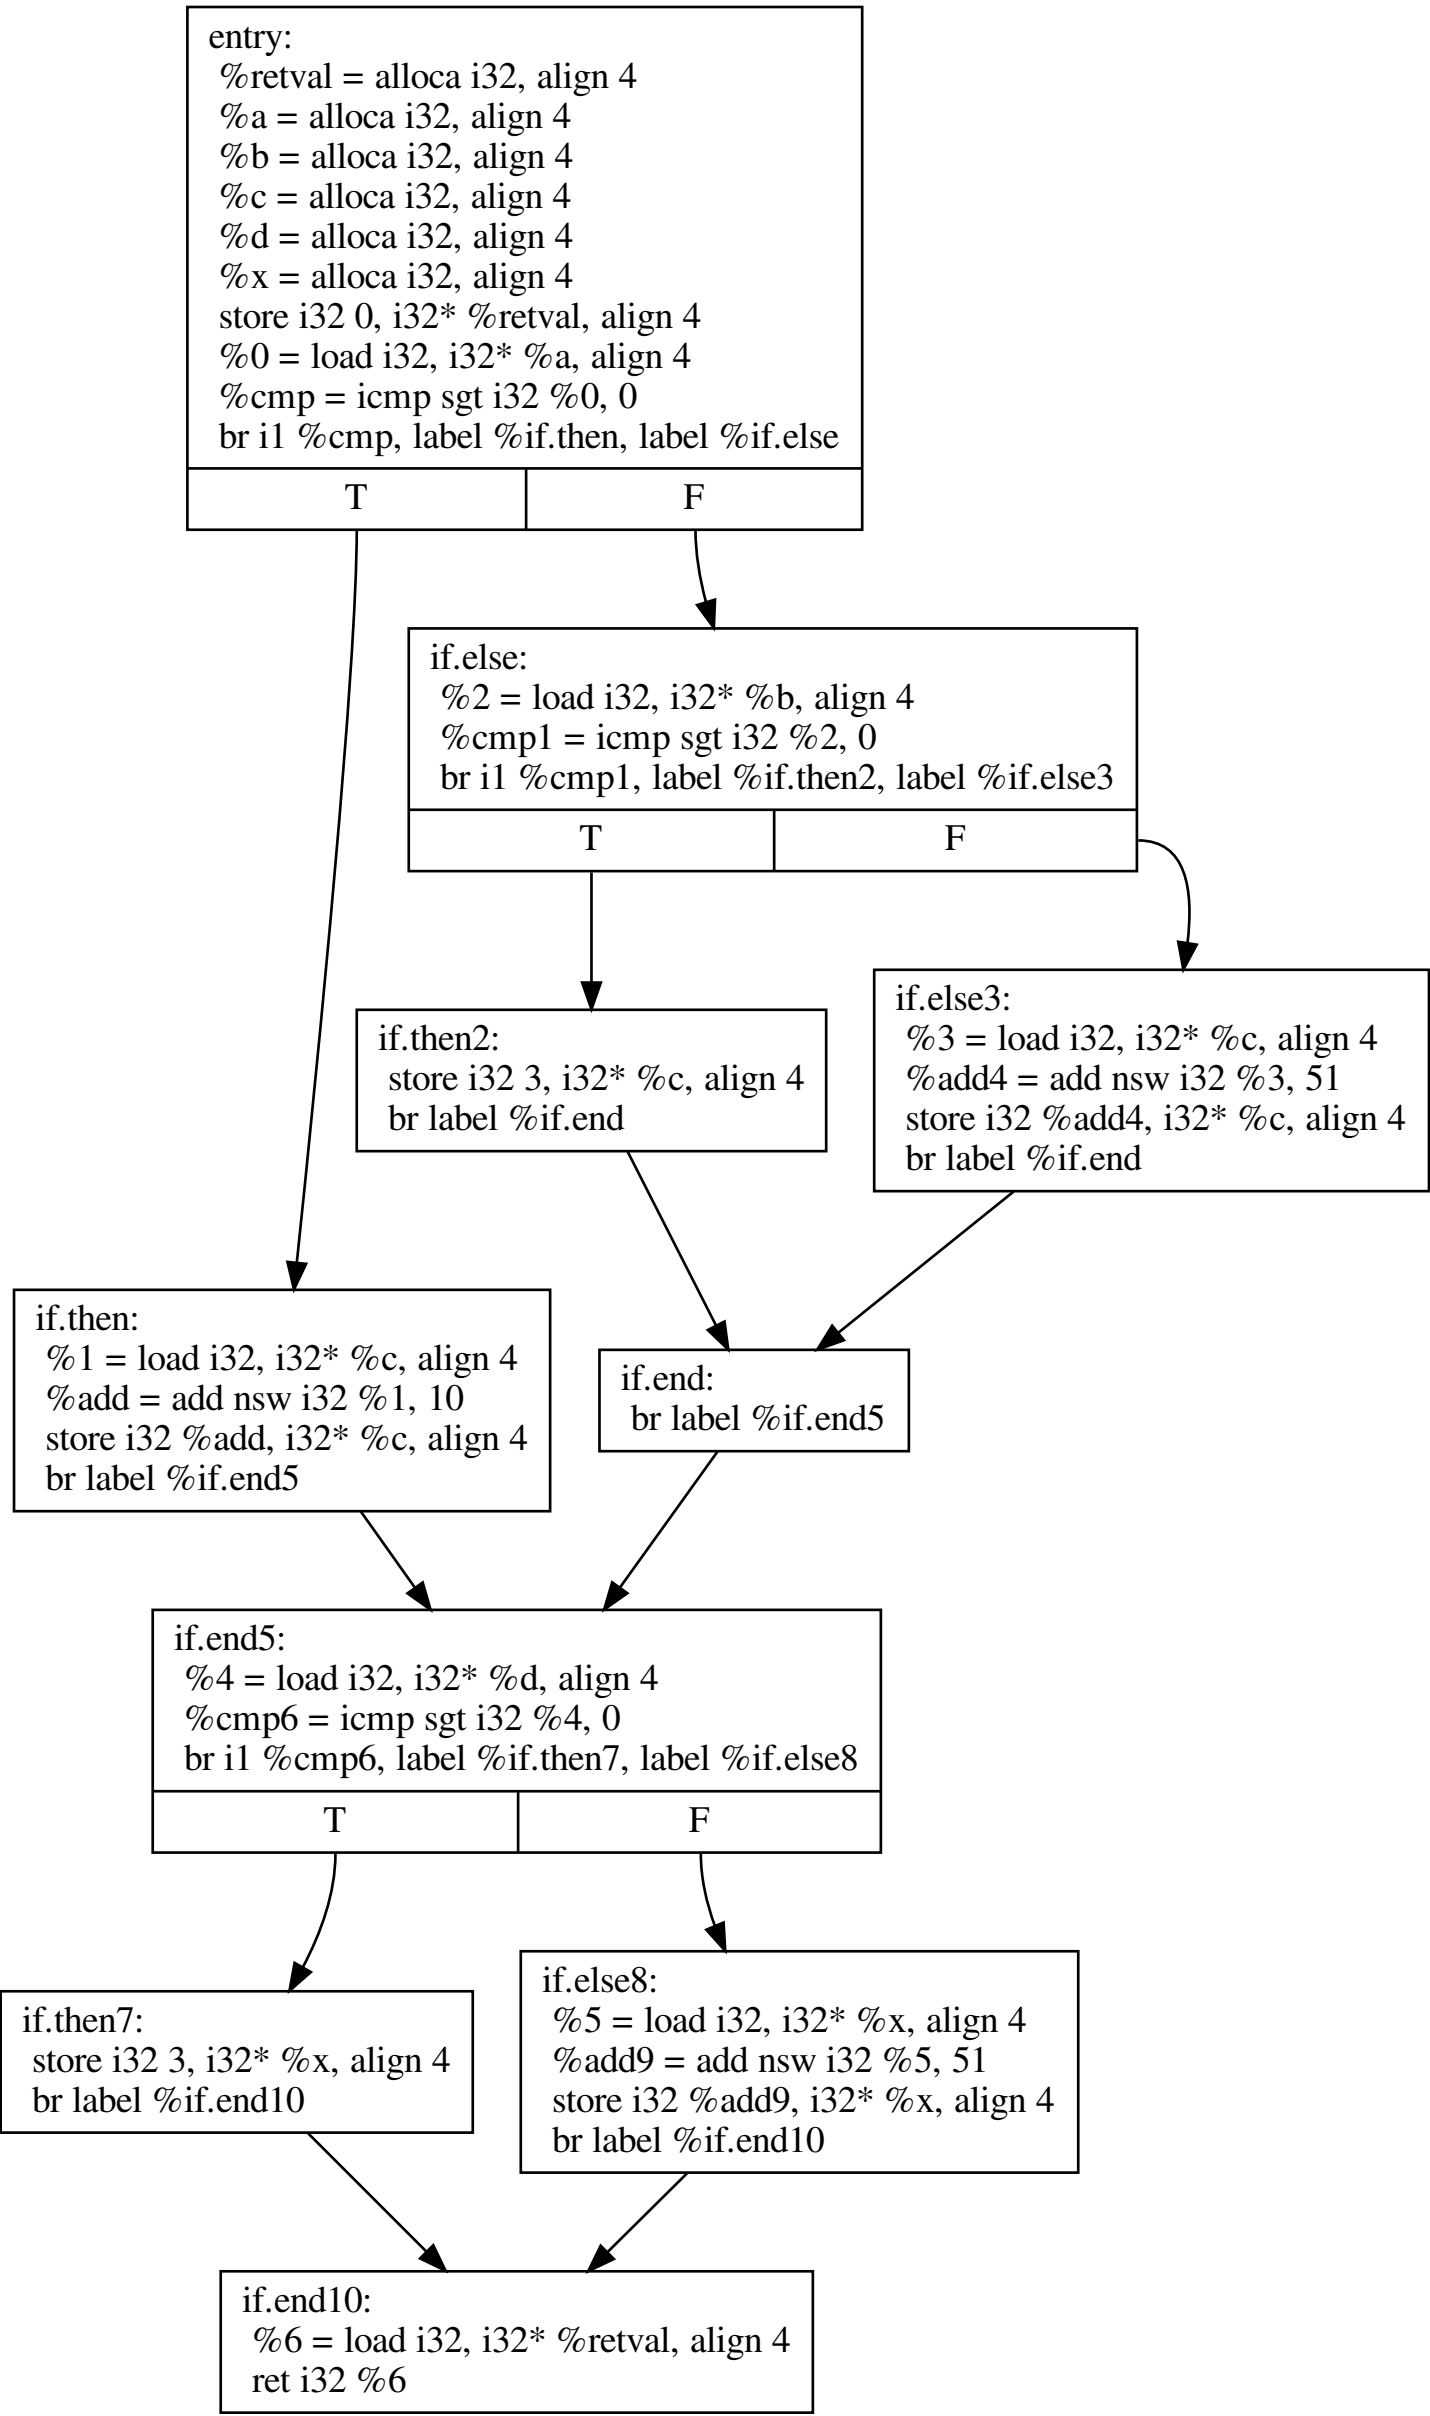 entry:
%retval = alloca i32, align 4
%a = alloca i32, align 4
%b = alloca i32, align 4
%c = alloca i32, align 4
%d = alloca i32, align 4
%x = alloca i32, align 4
store i32 0, i32* %retval, align 4
%0 = load i32, i32* %a, align 4
%cmp = icmp sgt i32 %0, 0
br i1 %cmp, label %if.then, label %if.else
T
F
if.else:
%2 = load i32, i32* %b, align 4
%cmp1 = icmp sgt i32 %2, 0
br i1 %cmp1, label %if.then2, label %if.else3
T
F
if.then2:
store i32 3, i32* %c, align 4
br label %if.end
if.else3:
%3 = load i32, i32* %c, align 4
%add4 = add nsw i32 %3, 51
store i32 %add4, i32* %c, align 4
br label %if.end
if.then:
%1 = load i32, i32* %c, align 4
%add = add nsw i32 %1, 10
store i32 %add, i32* %c, align 4
br label %if.end5
if.end:
br label %if.end5
if.end5:
%4 = load i32, i32* %d, align 4
%cmp6 = icmp sgt i32 %4, 0
br i1 %cmp6, label %if.then7, label %if.else8
T
F
if.then7:
store i32 3, i32* %x, align 4
br label %if.end10
if.else8:
%5 = load i32, i32* %x, align 4
%add9 = add nsw i32 %5, 51
store i32 %add9, i32* %x, align 4
br label %if.end10
if.end10:
%6 = load i32, i32* %retval, align 4
ret i32 %6